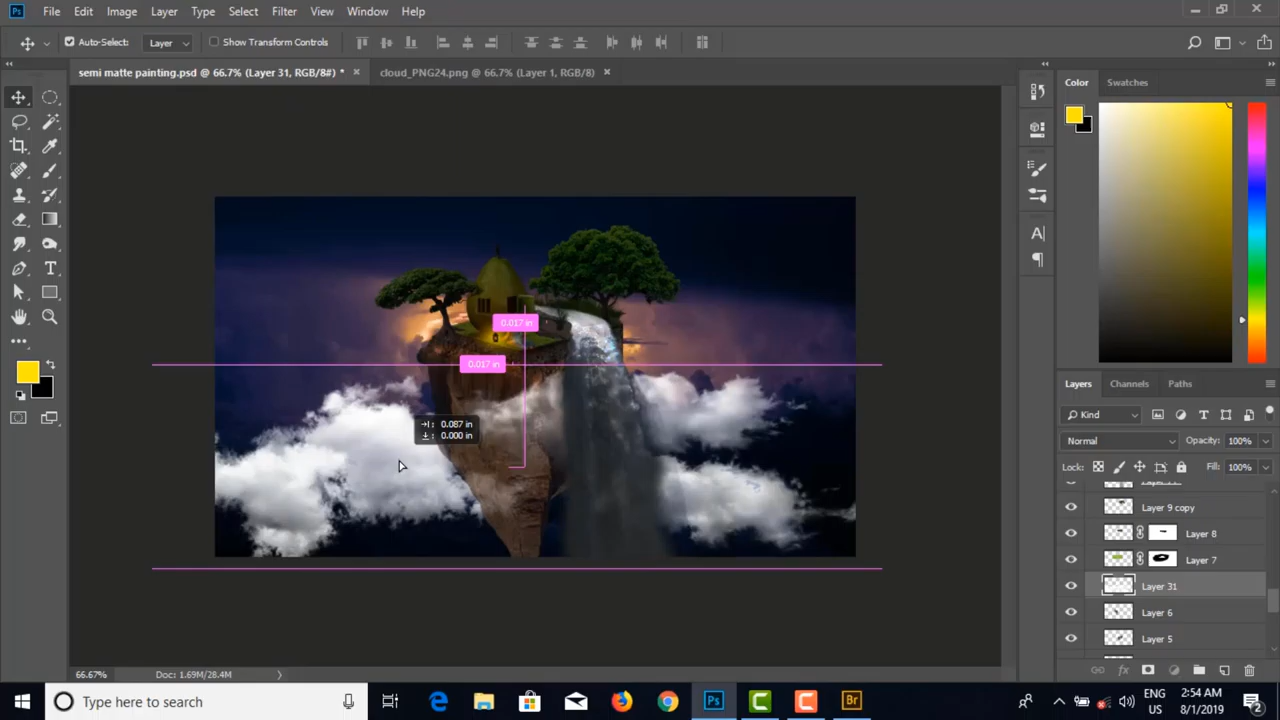 Ps File Edit Image Layer Type Select Filter View Window Help
Auto-Select: Layer Show Transform Controls
semi matte painting.psd @ 66.7% (Layer 31, RGB/8#) * × cloud_PNG24.png @ 66.7% (Layer 1, RGB/8) ×
Color Swatches
0.017 in
0.017 in
0.087 in
0.000 in
Layers Channels Paths
Kind
Normal Opacity: 100%
Lock: Fill: 100%
Layer 9 copy
Layer 8
Layer 7
Layer 31
Layer 6
Layer 5
66.67% Doc: 1.69M/28.4M
Type here to search
Ps
Br
ENG
US
2:54 AM
8/1/2019
2